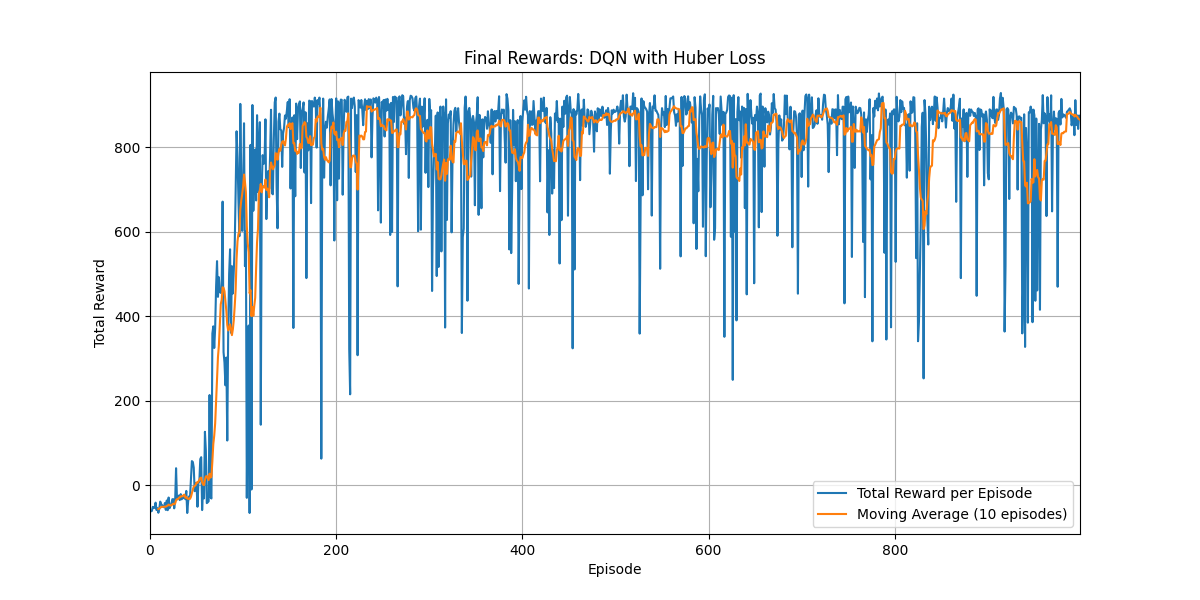 Final Rewards: DQN with Huber Loss
Total Reward
800
600
400
200
0
0
200
400
600
800
Episode
Total Reward per Episode
Moving Average (10 episodes)